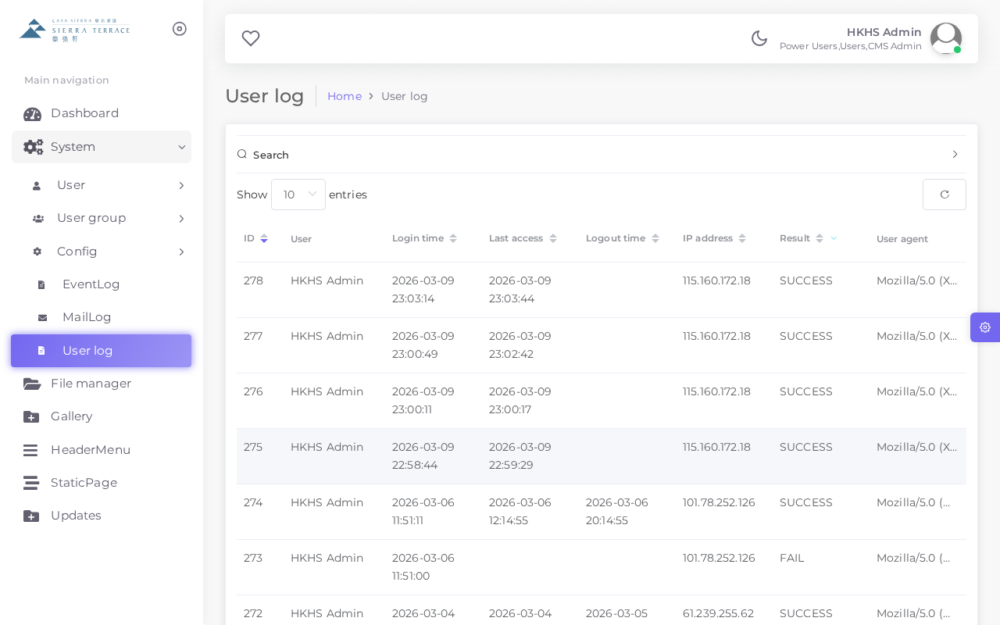 SIERRA TERRACE
HKHS Admin
Power Users,Users,CMS Admin
Main navigation
Dashboard
System
User
User group
Config
EventLog
MailLog
User log
File manager
Gallery
HeaderMenu
StaticPage
Updates
User log
Home > User log
Search
Show 10 entries
ID User Login time Last access Logout time IP address Result User agent
278 HKHS Admin 2026-03-09 23:03:14 2026-03-09 23:03:44 115.160.172.18 SUCCESS Mozilla/5.0 (X...
277 HKHS Admin 2026-03-09 23:00:49 2026-03-09 23:02:42 115.160.172.18 SUCCESS Mozilla/5.0 (X...
276 HKHS Admin 2026-03-09 23:00:11 2026-03-09 23:00:17 115.160.172.18 SUCCESS Mozilla/5.0 (X...
275 HKHS Admin 2026-03-09 22:58:44 2026-03-09 22:59:29 115.160.172.18 SUCCESS Mozilla/5.0 (X...
274 HKHS Admin 2026-03-06 11:51:11 2026-03-06 12:14:55 2026-03-06 20:14:55 101.78.252.126 SUCCESS Mozilla/5.0 (...
273 HKHS Admin 2026-03-06 11:51:00 101.78.252.126 FAIL Mozilla/5.0 (...
272 HKHS Admin 2026-03-04 2026-03-04 2026-03-05 61.239.255.62 SUCCESS Mozilla/5.0 (...